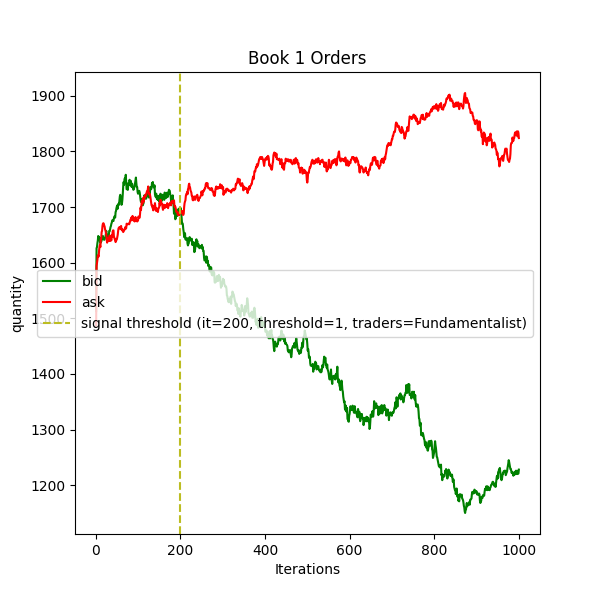 Book 1 Orders
quantity
1900
1800
1700
1600
1500
1400
1300
1200
bid
ask
signal threshold (it=200, threshold=1, traders=Fundamentalist)
0 200 400 600 800 1000
Iterations